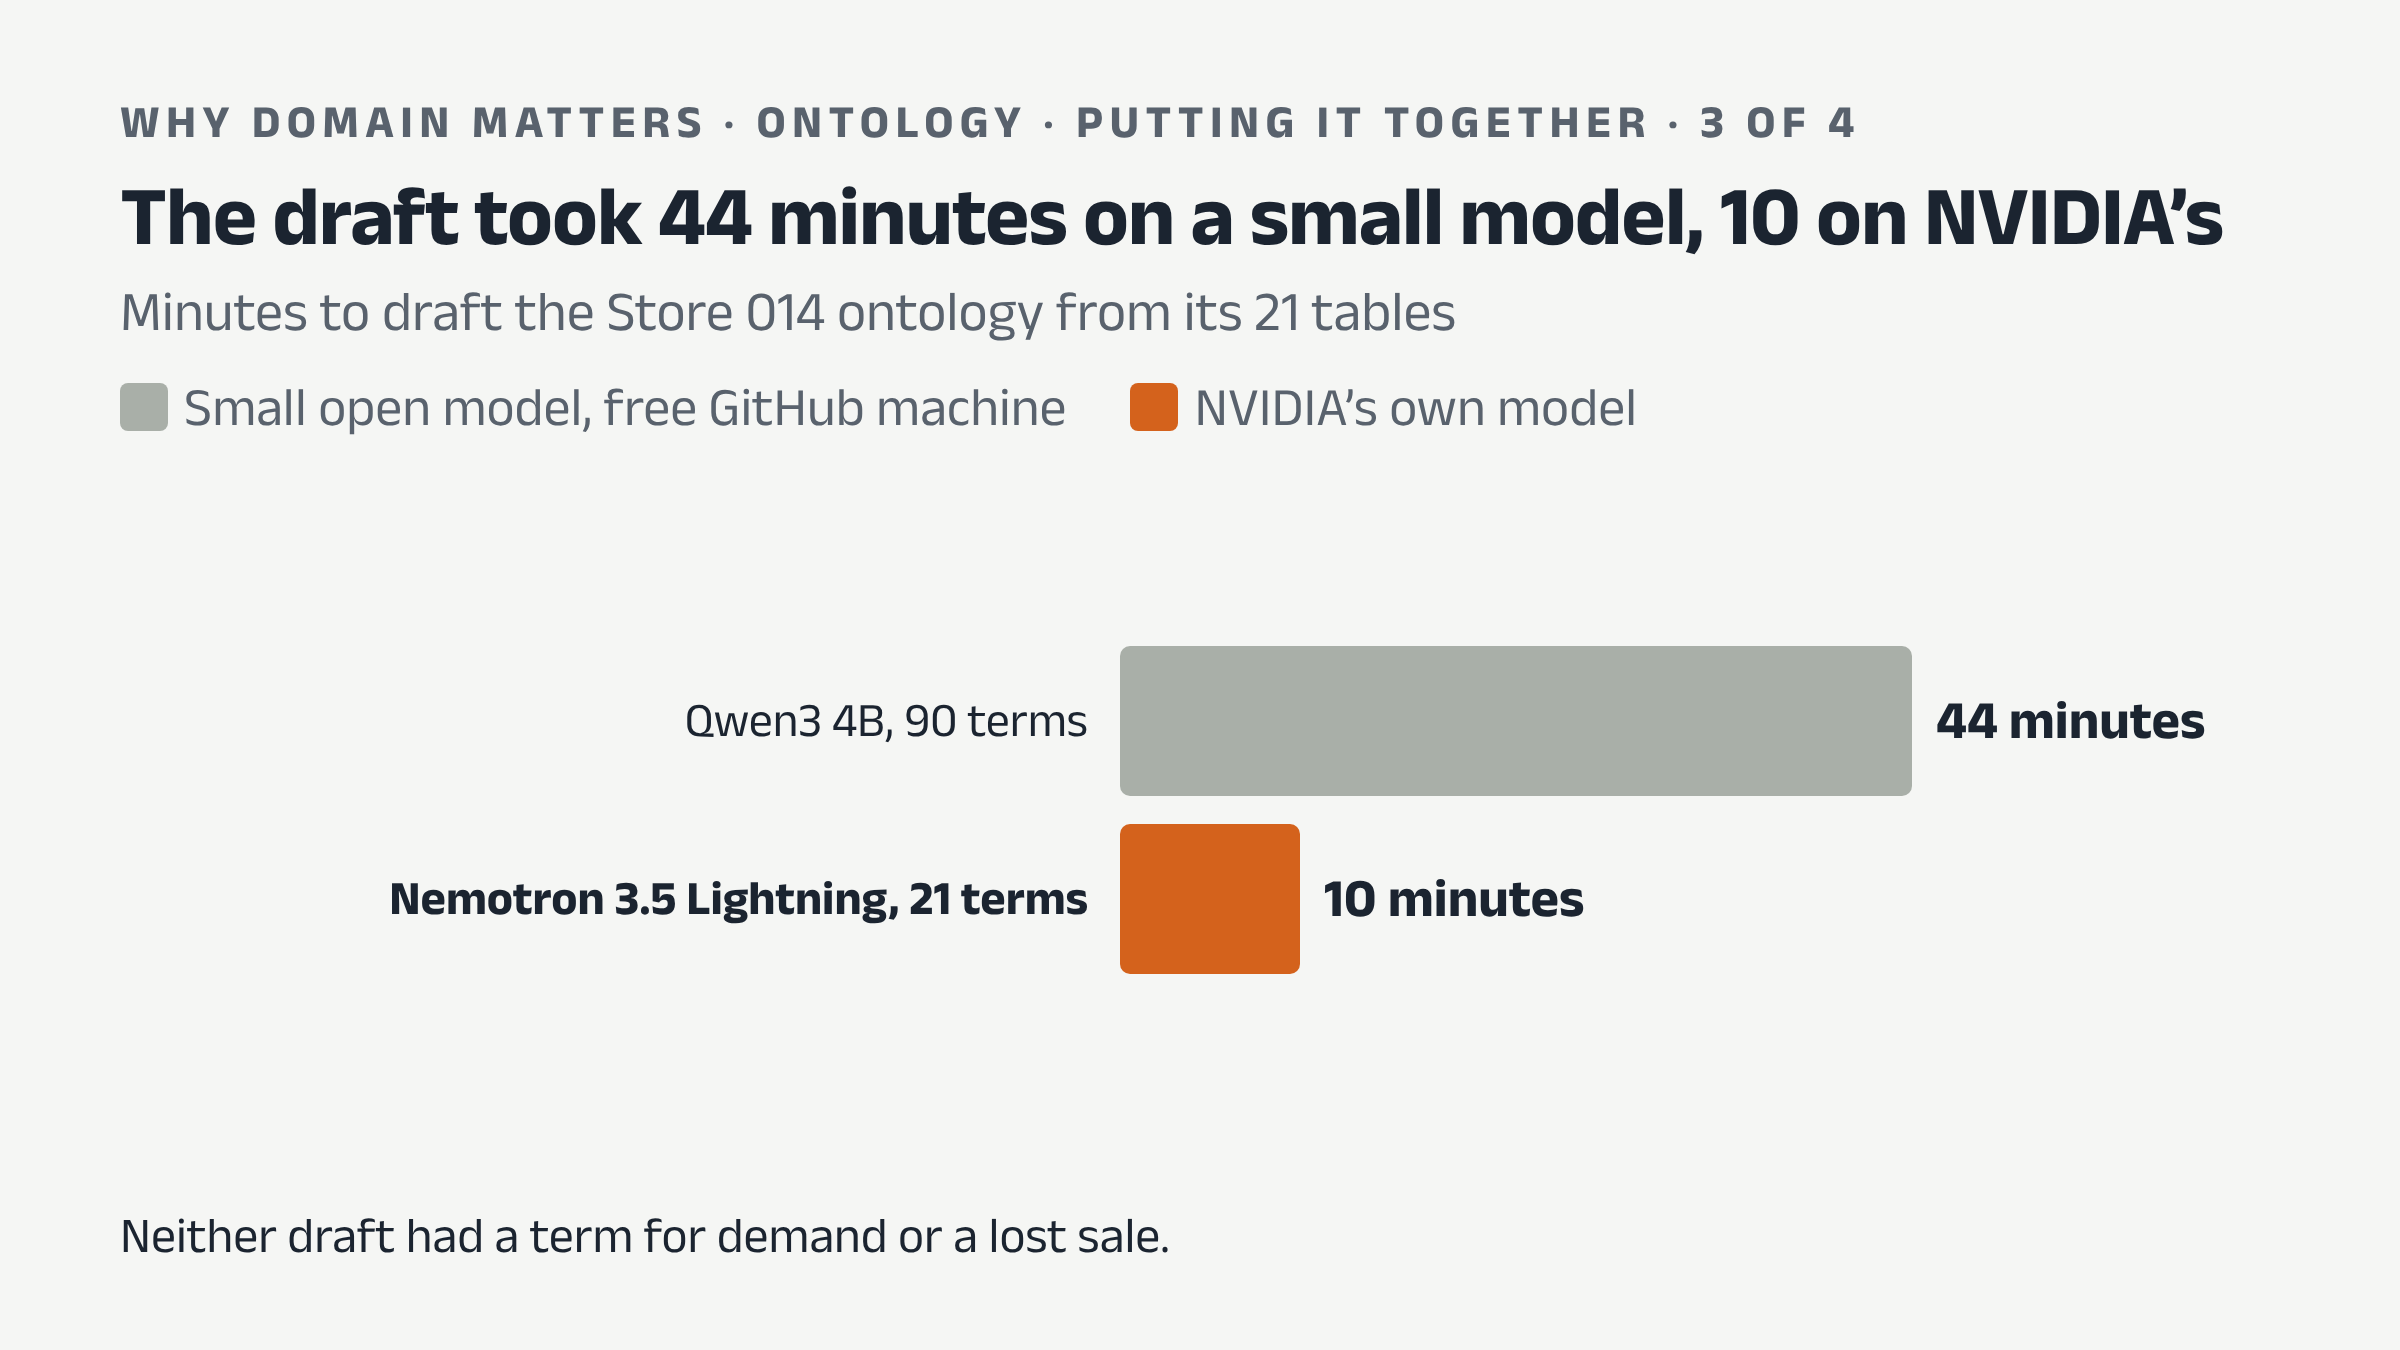 WHY DOMAIN MATTERS · ONTOLOGY · PUTTING IT TOGETHER · 3 OF 4
The draft took 44 minutes on a small model, 10 on NVIDIA’s
Minutes to draft the Store 014 ontology from its 21 tables
Small open model, free GitHub machine
NVIDIA’s own model
Qwen3 4B, 90 terms
44 minutes
Nemotron 3.5 Lightning, 21 terms
10 minutes
Neither draft had a term for demand or a lost sale.